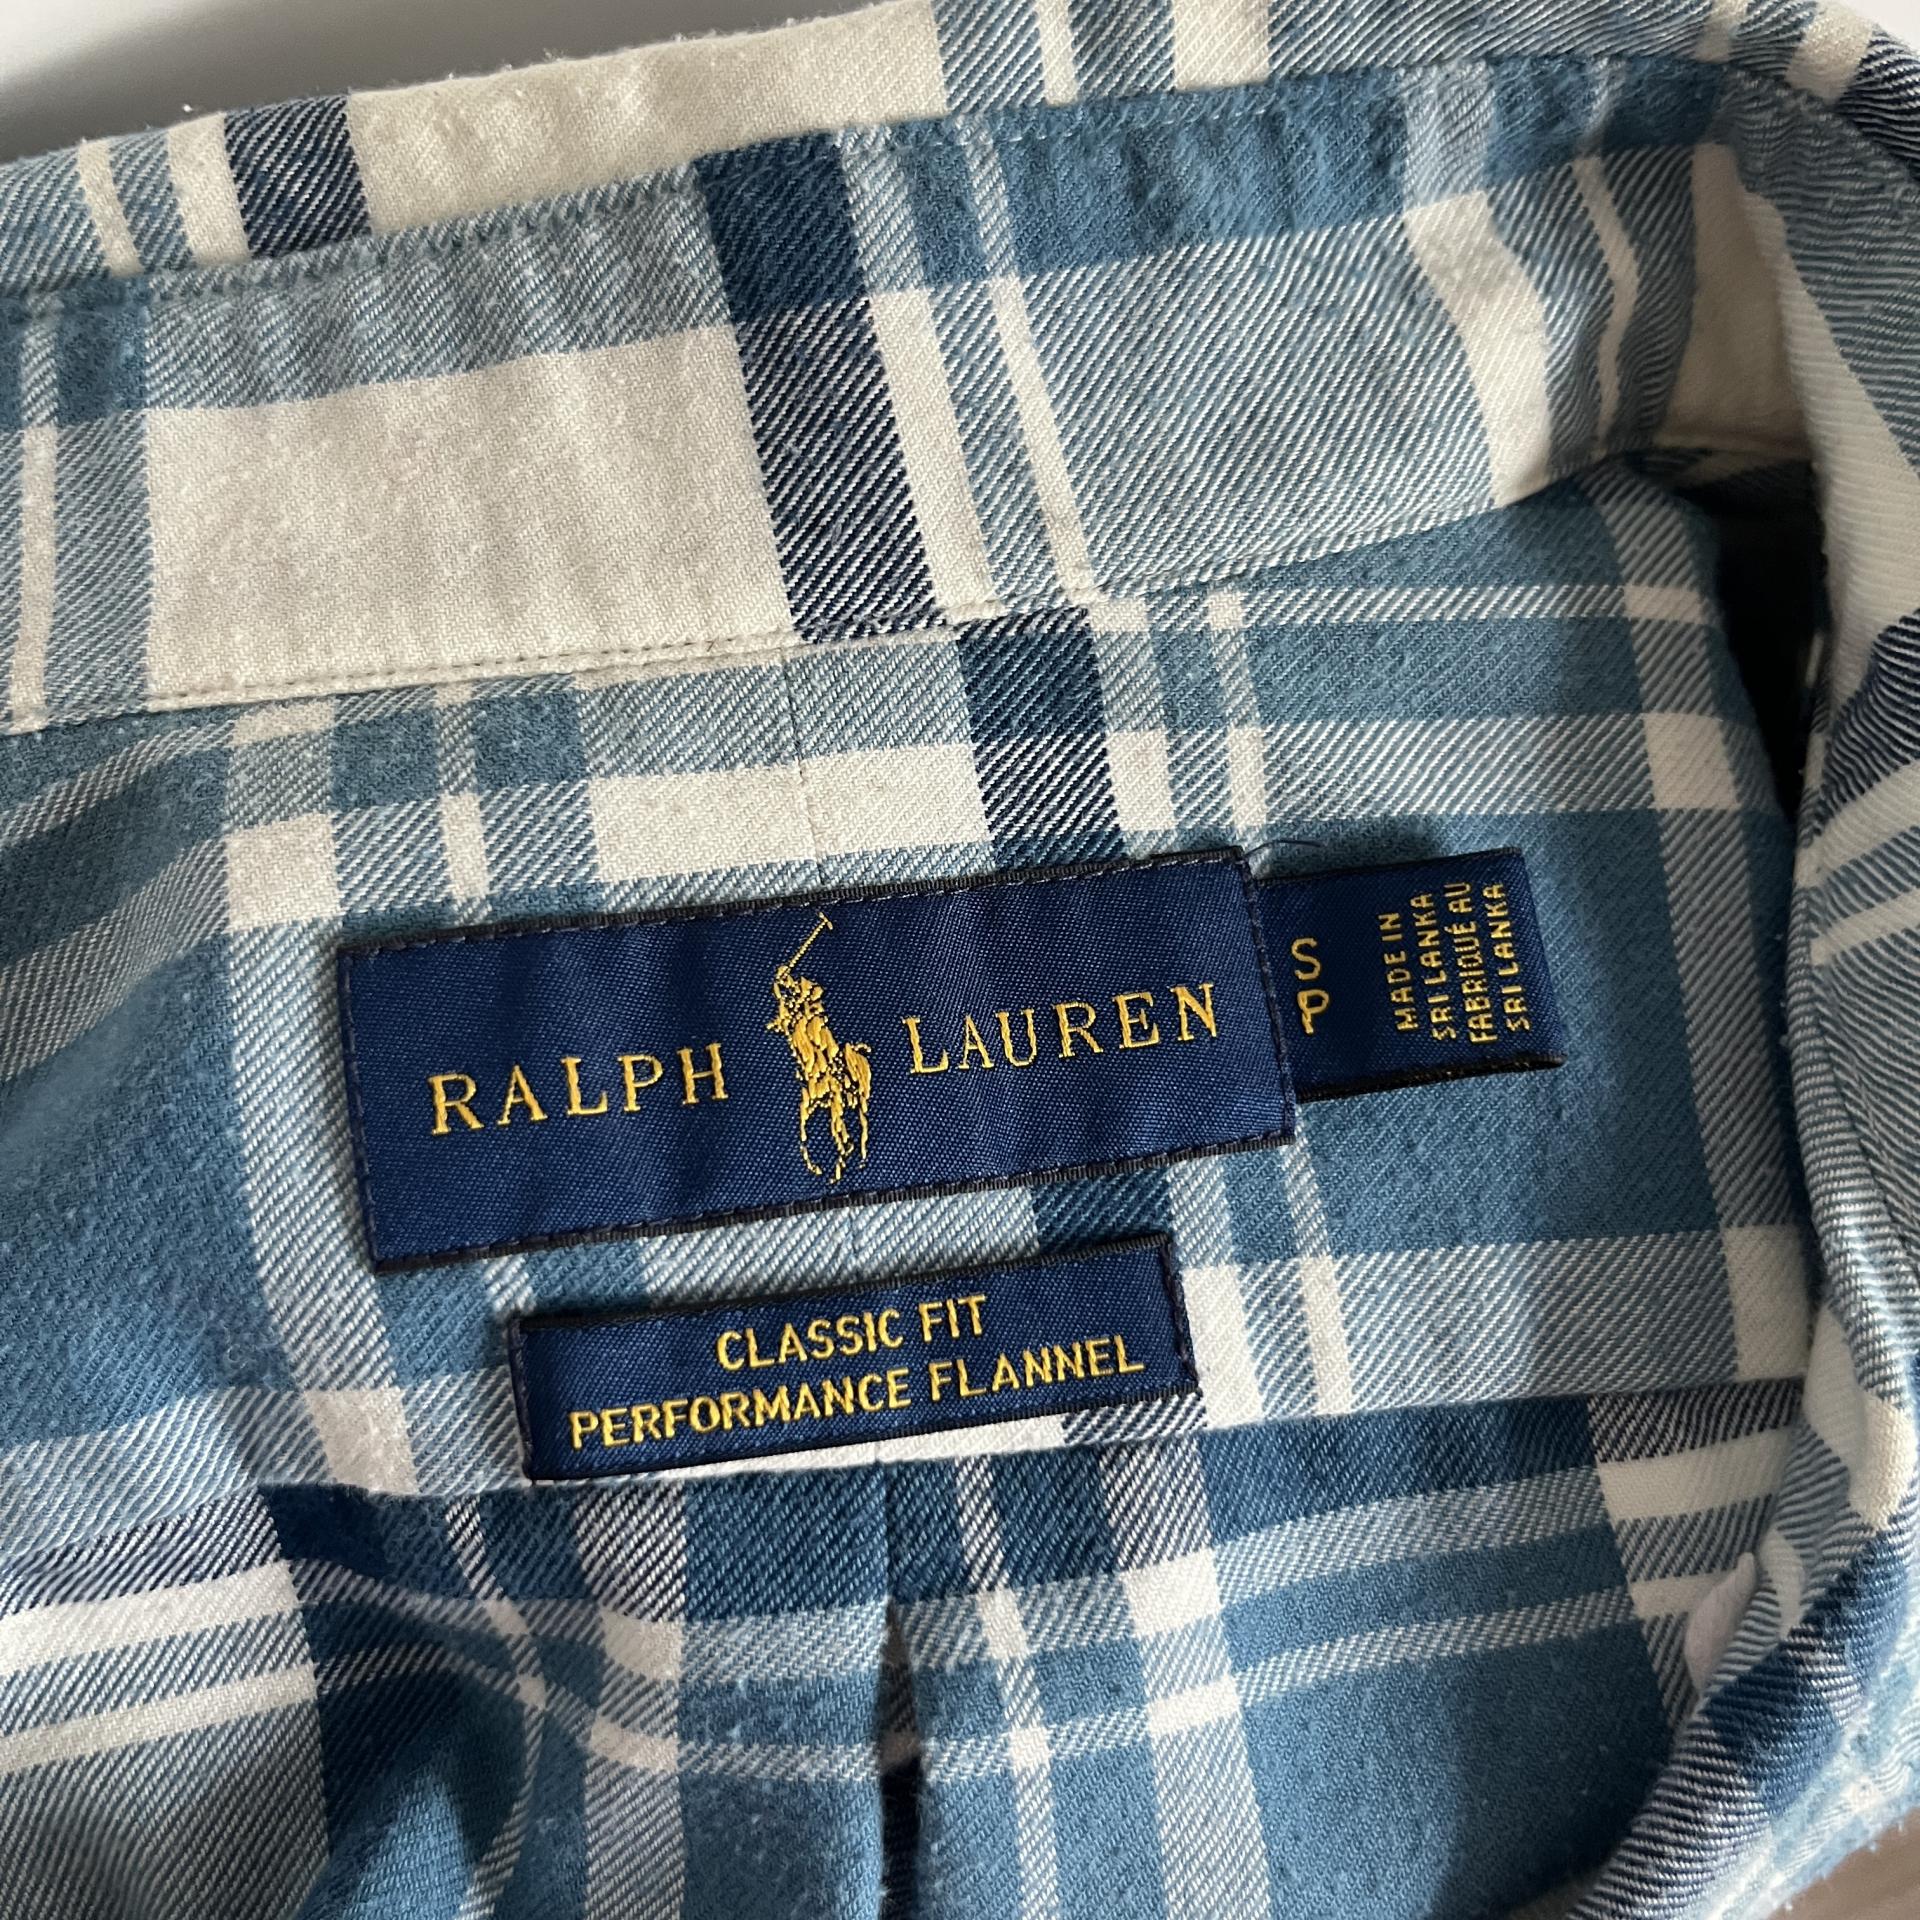 RALPH LAUREN
S
P
MADE IN
SRI LANKA
FABRIQUÉ AU
SRI LANKA
CLASSIC FIT
PERFORMANCE FLANNEL